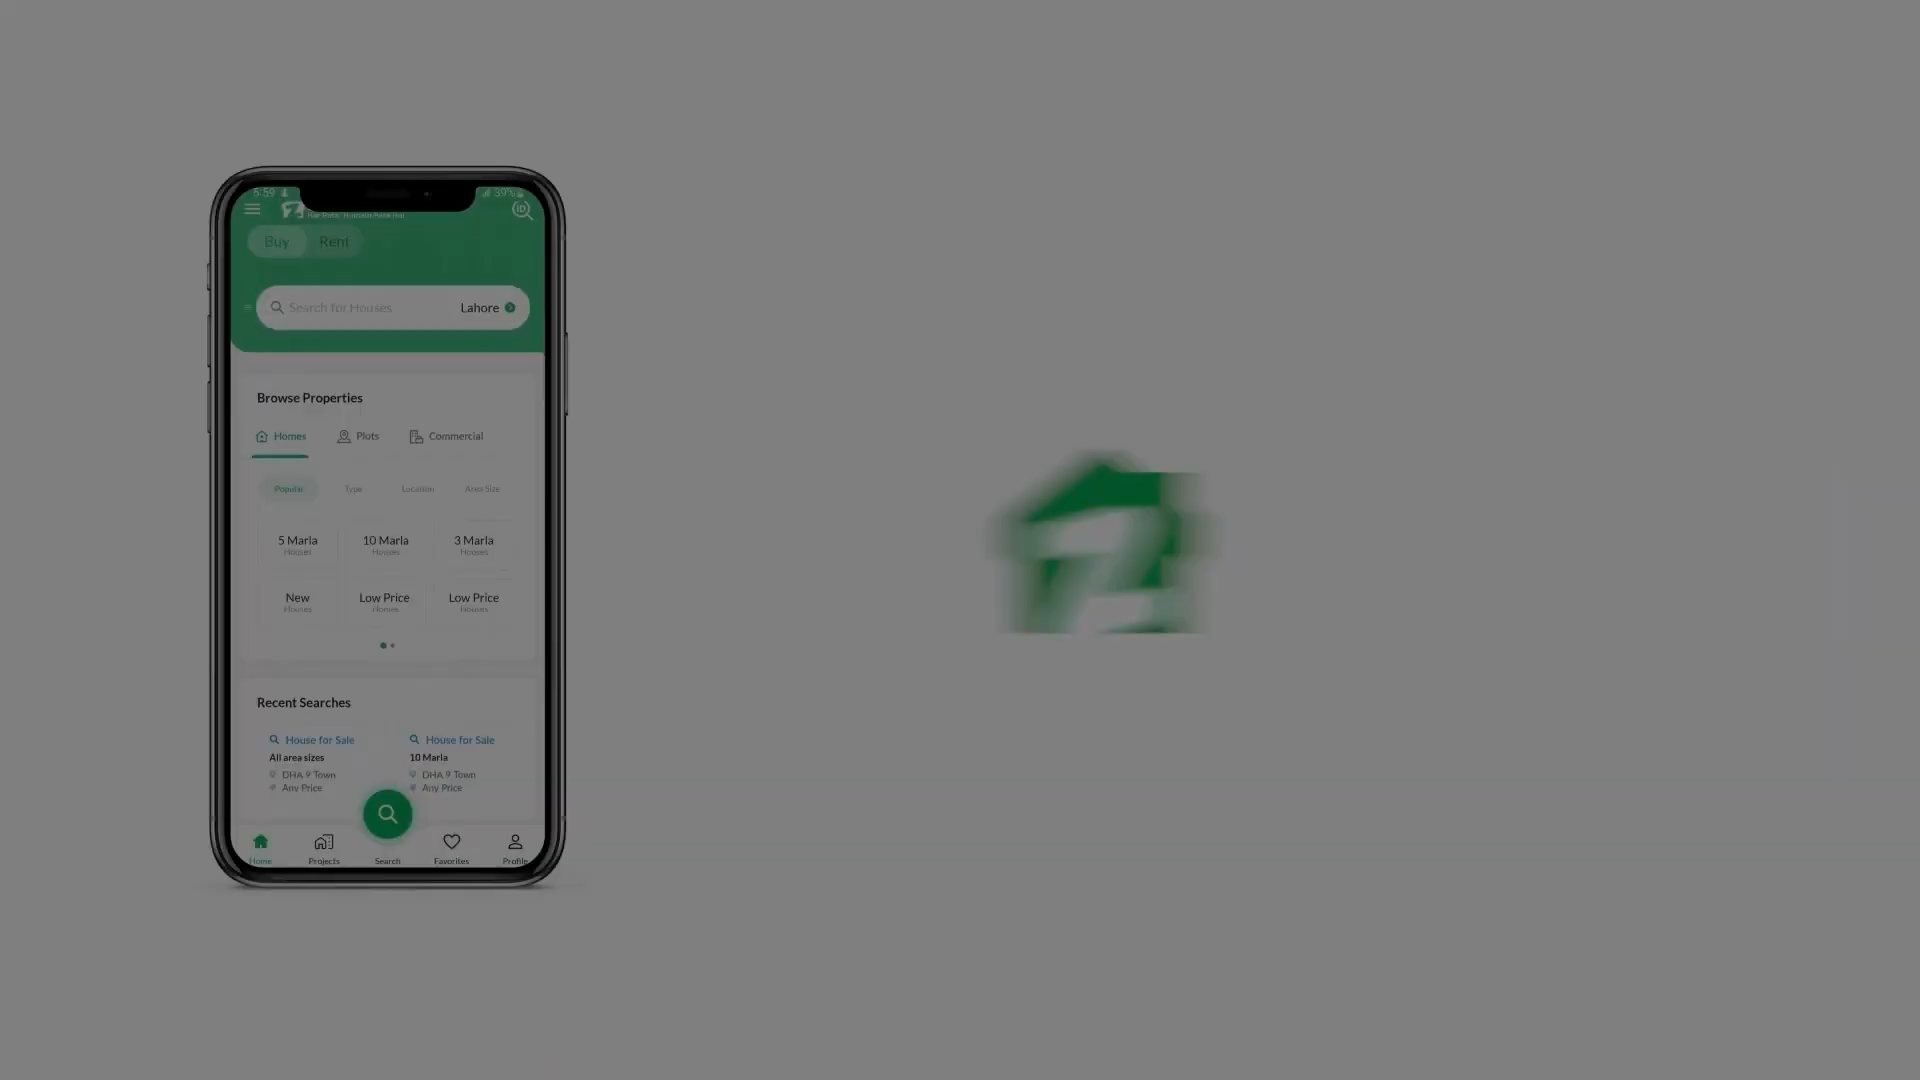 5:59
39%
Buy Rent
Search for Houses Lahore
Browse Properties
Homes Plots Commercial
Popular Type Location Area Size
5 Marla 10 Marla 3 Marla
Houses Houses Houses
New Low Price Low Price
Houses Homes Houses
Recent Searches
House for Sale House for Sale
All area sizes 10 Marla
DHA 9 Town DHA 9 Town
Any Price Any Price
Home Projects Search Favorites Profile